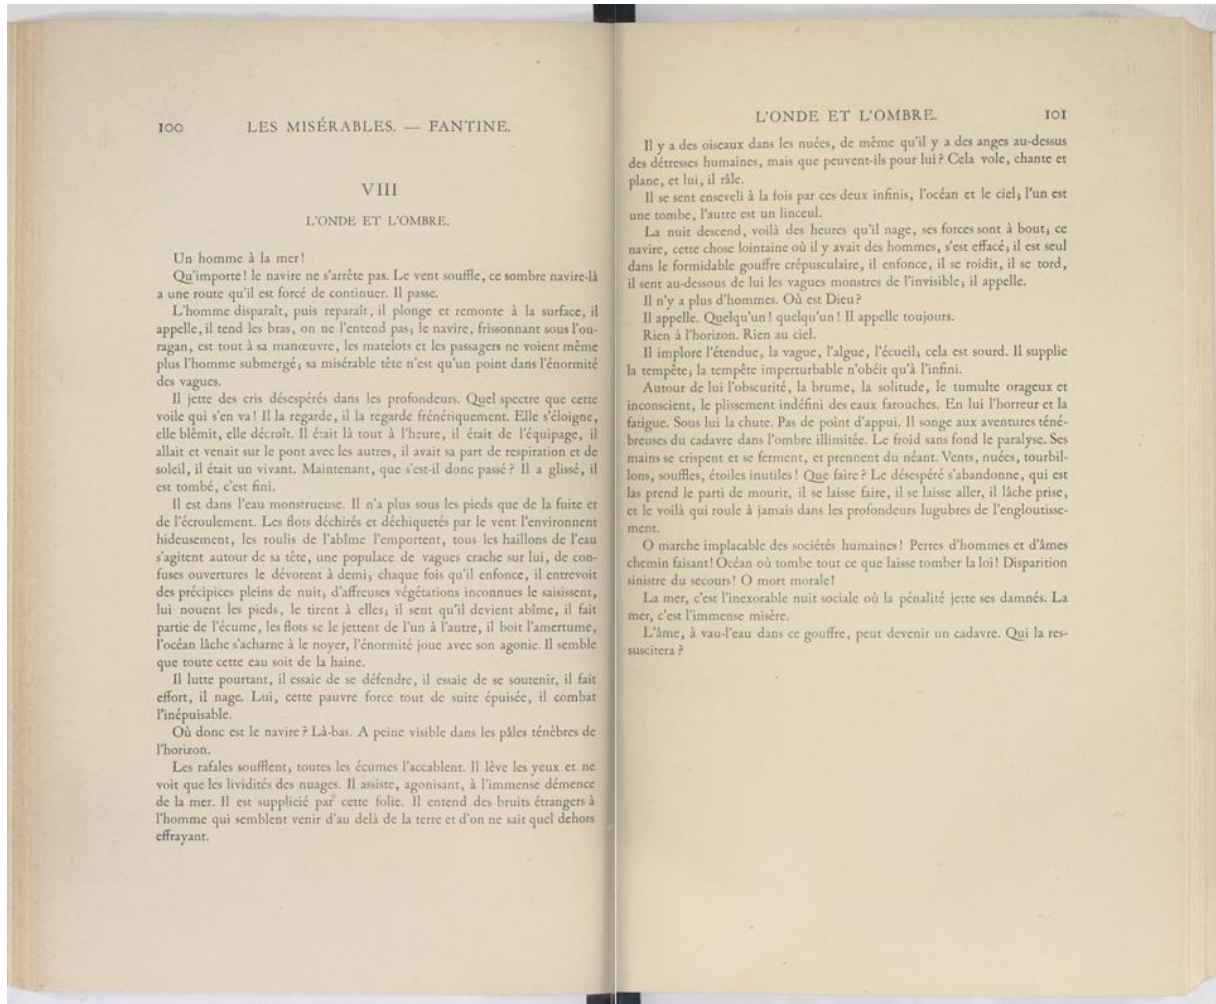 100 LES MISÉRABLES. — FANTINE.
VIII
L'ONDE ET L'OMBRE.
Un homme à la mer!
Qu'importe! le navire ne s'arrête pas. Le vent souffle, ce sombre navire-là
a une route qu'il est forcé de continuer. Il passe.
L'homme disparaît, puis reparaît, il plonge et remonte à la surface, il
appelle, il tend les bras, on ne l'entend pas; le navire, frissonnant sous l'ou-
ragan, est tout à sa manœuvre, les matelots et les passagers ne voient même
plus l'homme submergé; sa misérable tête n'est qu'un point dans l'énormité
des vagues.
Il jette des cris désespérés dans les profondeurs. Quel spectre que cette
voile qui s'en va! Il la regarde, il la regarde frénétiquement. Elle s'éloigne,
elle blêmit, elle décroît. Il était là tout à l'heure, il était de l'équipage, il
allait et venait sur le pont avec les autres, il avait sa part de respiration et de
soleil, il était un vivant. Maintenant, que s'est-il donc passé? Il a glissé, il
est tombé, c'est fini.
Il est dans l'eau monstrueuse. Il n'a plus sous les pieds que de la fuite et
de l'écroulement. Les flots déchirés et déchiquetés par le vent l'environnent
hideusement, les roulis de l'abîme l'emportent, tous les haillons de l'eau
s'agitent autour de sa tête, une populace de vagues crache sur lui, de con-
fuses ouvertures le dévorent à demi; chaque fois qu'il enfonce, il entrevoit
des précipices pleins de nuit; d'affreuses végétations inconnues le saisissent,
lui nouent les pieds, le tirent à elles; il sent qu'il devient abîme, il fait
partie de l'écume, les flots se le jettent de l'un à l'autre, il boit l'amertume,
l'océan lâche s'acharne à le noyer, l'énormité joue avec son agonie. Il semble
que toute cette eau soit de la haine.
Il lutte pourtant, il essaie de se défendre, il essaie de se soutenir, il fait
effort, il nage. Lui, cette pauvre force tout de suite épuisée, il combat
l'inépuisable.
Où donc est le navire? Là-bas. A peine visible dans les pâles ténèbres de
l'horizon.
Les rafales soufflent; toutes les écumes l'accablent. Il lève les yeux et ne
voit que les lividités des nuages. Il assiste, agonisant, à l'immense démence
de la mer. Il est supplicié par cette folie. Il entend des bruits étrangers à
l'homme qui semblent venir d'au delà de la terre et d'on ne sait quel dehors
effrayant.
L'ONDE ET L'OMBRE. 101
Il y a des oiseaux dans les nuées, de même qu'il y a des anges au-dessus
des détresses humaines, mais que peuvent-ils pour lui? Cela vole, chante et
plane, et lui, il râle.
Il se sent enseveli à la fois par ces deux infinis, l'océan et le ciel; l'un est
une tombe, l'autre est un linceul.
La nuit descend, voilà des heures qu'il nage, ses forces sont à bout; ce
navire, cette chose lointaine où il y avait des hommes, s'est effacé; il est seul
dans le formidable gouffre crépusculaire, il enfonce, il se roidit, il se tord,
il sent au-dessous de lui les vagues monstres de l'invisible; il appelle.
Il n'y a plus d'hommes. Où est Dieu?
Il appelle. Quelqu'un! quelqu'un! Il appelle toujours.
Rien à l'horizon. Rien au ciel.
Il implore l'étendue, la vague, l'algue, l'écueil; cela est sourd. Il supplie
la tempête; la tempête imperturbable n'obéit qu'à l'infini.
Autour de lui l'obscurité, la brume, la solitude, le tumulte orageux et
inconscient, le plissement indéfini des eaux farouches. En lui l'horreur et la
fatigue. Sous lui la chute. Pas de point d'appui. Il songe aux aventures téné-
breuses du cadavre dans l'ombre illimitée. Le froid sans fond le paralyse. Ses
mains se crispent et se ferment, et prennent du néant. Vents, nuées, tourbil-
lons, souffles, étoiles inutiles! Que faire? Le désespéré s'abandonne, qui est
las prend le parti de mourir, il se laisse faire, il se laisse aller, il lâche prise,
et le voilà qui roule à jamais dans les profondeurs lugubres de l'engloutisse-
ment.
O marche implacable des sociétés humaines! Pertes d'hommes et d'âmes
chemin faisant! Océan où tombe tout ce que laisse tomber la loi! Disparition
sinistre du secours! O mort morale!
La mer, c'est l'inexorable nuit sociale où la pénalité jette ses damnés. La
mer, c'est l'immense misère.
L'âme, à vau-l'eau dans ce gouffre, peut devenir un cadavre. Qui la res-
suscitera?